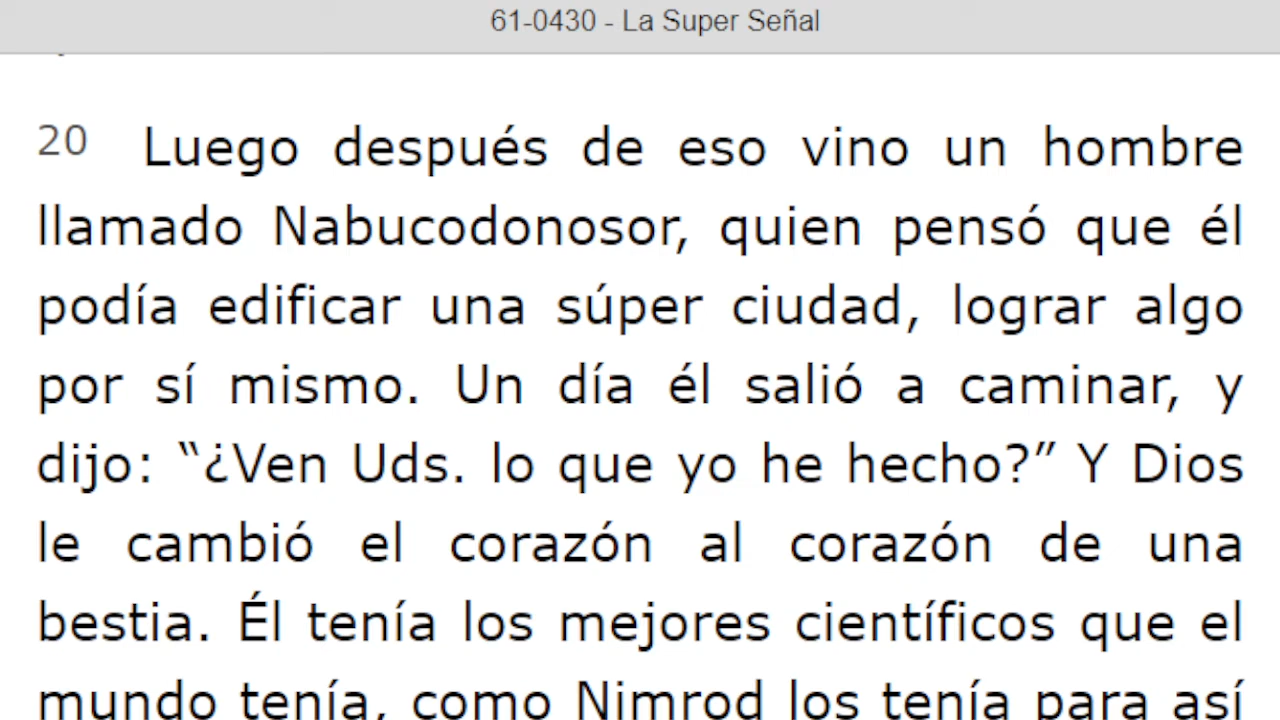 61-0430 - La Super Señal
20 Luego después de eso vino un hombre
llamado Nabucodonosor, quien pensó que él
podía edificar una súper ciudad, lograr algo
por sí mismo. Un día él salió a caminar, y
dijo: “¿Ven Uds. lo que yo he hecho?” Y Dios
le cambió el corazón al corazón de una
bestia. Él tenía los mejores científicos que el
mundo tenía, como Nimrod los tenía para así